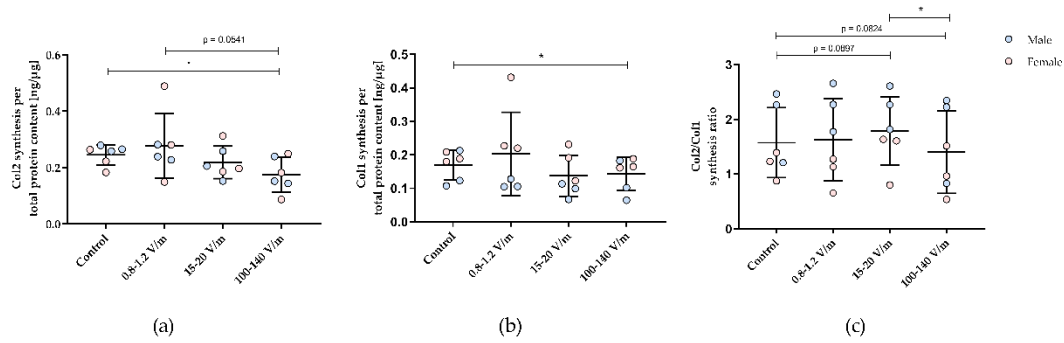 p = 0.0541
*
Col2 synthesis per
total protein content [ng/µg]
0.6
0.4
0.2
0.0
Control
0.8-1.2 V/m
15-20 V/m
100-140 V/m
(a)
*
Col1 synthesis per
total protein content [ng/µg]
0.5
0.4
0.3
0.2
0.1
0.0
Control
0.8-1.2 V/m
15-20 V/m
100-140 V/m
(b)
*
p = 0.0824
p = 0.0897
Col2/Col1
synthesis ratio
3
2
1
0
Control
0.8-1.2 V/m
15-20 V/m
100-140 V/m
(c)
Male
Female